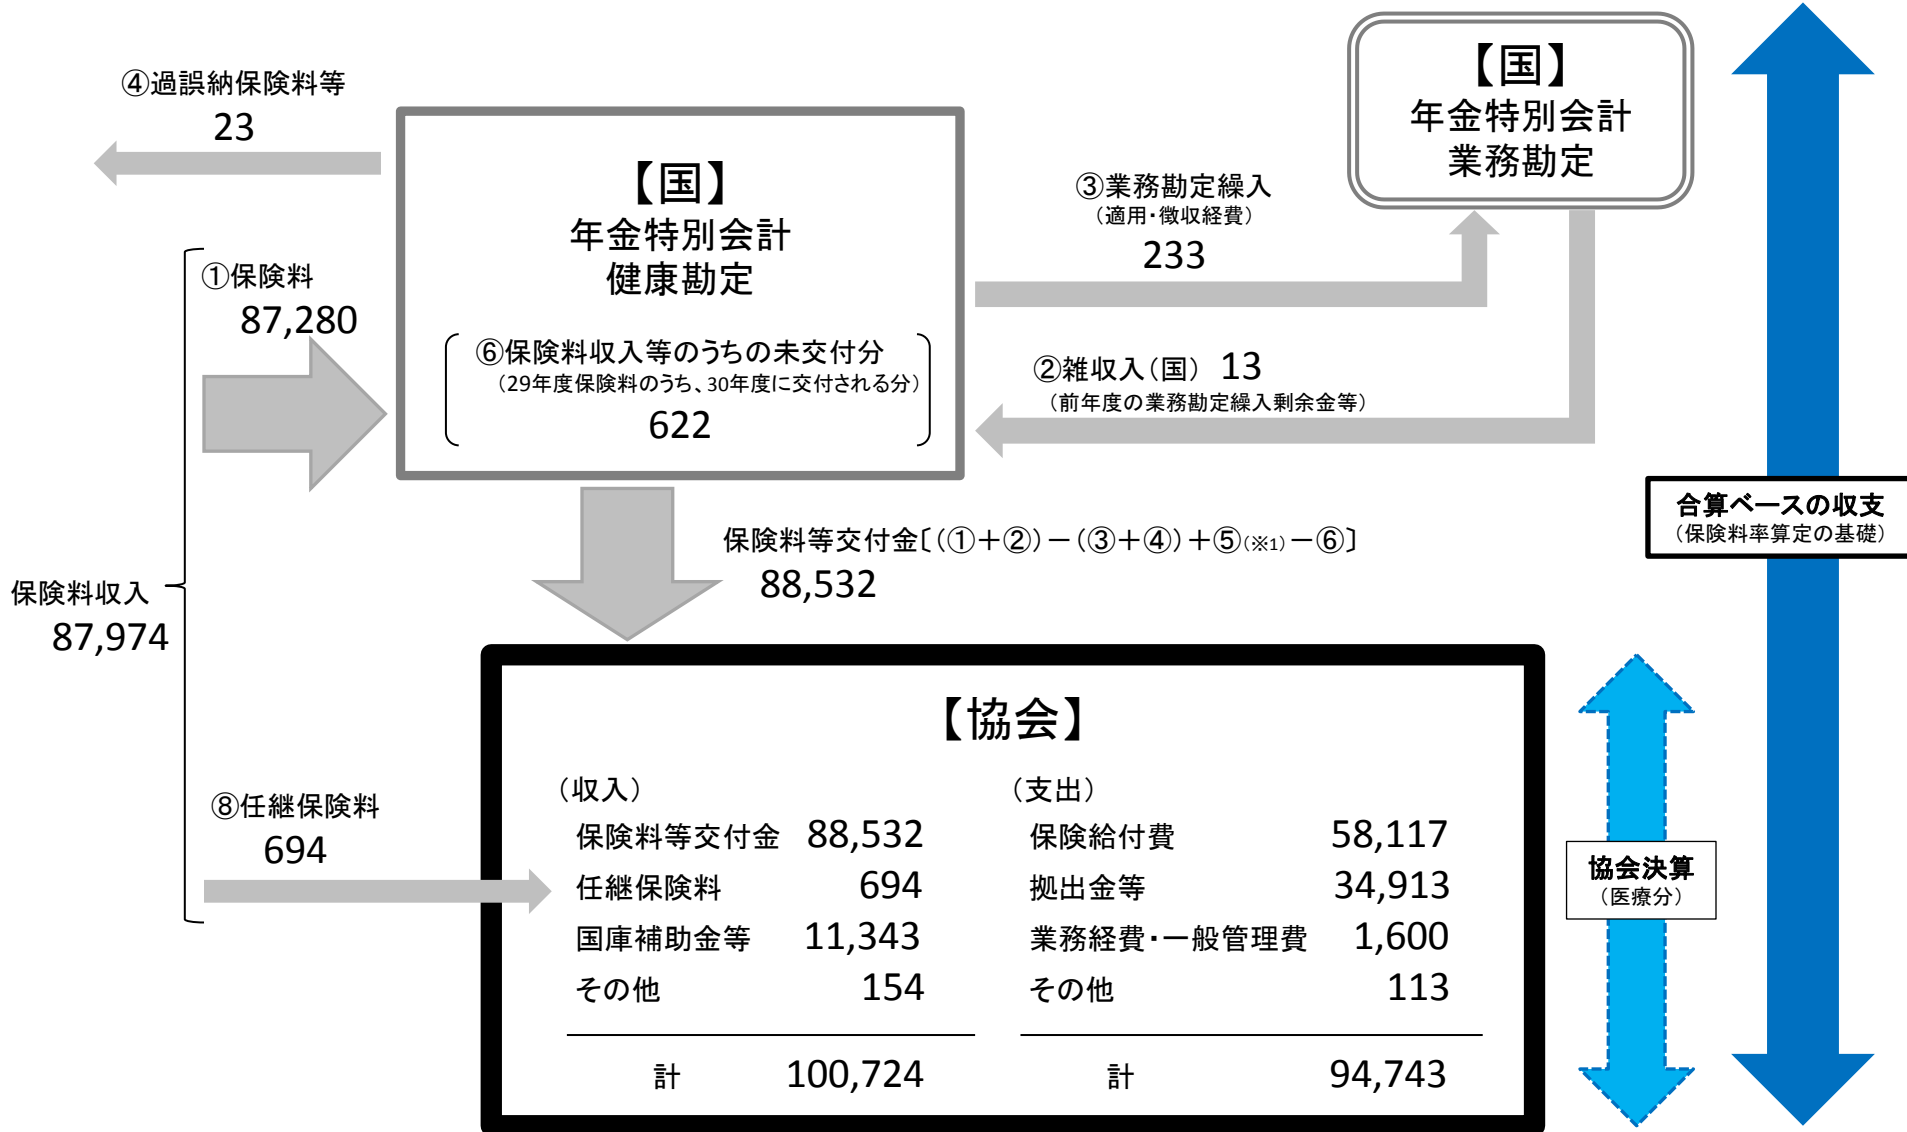 ④過誤納保険料等
23
【国】
年金特別会計
健康勘定
⑥保険料収入等のうちの未交付分
（29年度保険料のうち、30年度に交付される分）
622
【国】
年金特別会計
業務勘定
③業務勘定繰入
（適用・徴収経費）
233
②雑収入（国） 13
（前年度の業務勘定繰入剰余金等）
①保険料
87,280
保険料収入
87,974
保険料等交付金〔（①＋②）－（③＋④）＋⑤（※1）－⑥〕
88,532
合算ベースの収支
（保険料率算定の基礎）
⑧任継保険料
694
【協会】
（収入）
保険料等交付金 88,532
任継保険料 694
国庫補助金等 11,343
その他 154
計 100,724
（支出）
保険給付費 58,117
拠出金等 34,913
業務経費・一般管理費 1,600
その他 113
計 94,743
協会決算
（医療分）